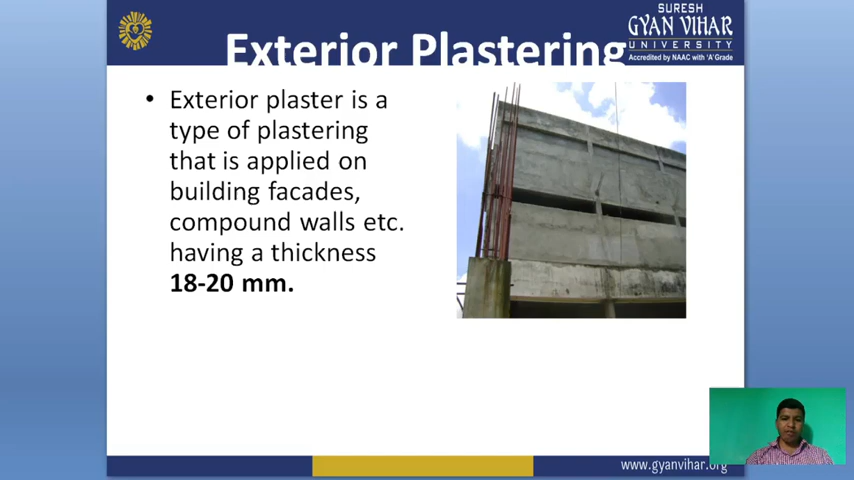 SURESH
GYAN VIHAR
UNIVERSITY
Accredited by NAAC with 'A' Grade
Exterior Plastering
• Exterior plaster is a
type of plastering
that is applied on
building facades,
compound walls etc.
having a thickness
18-20 mm.
www.gyanvihar.org